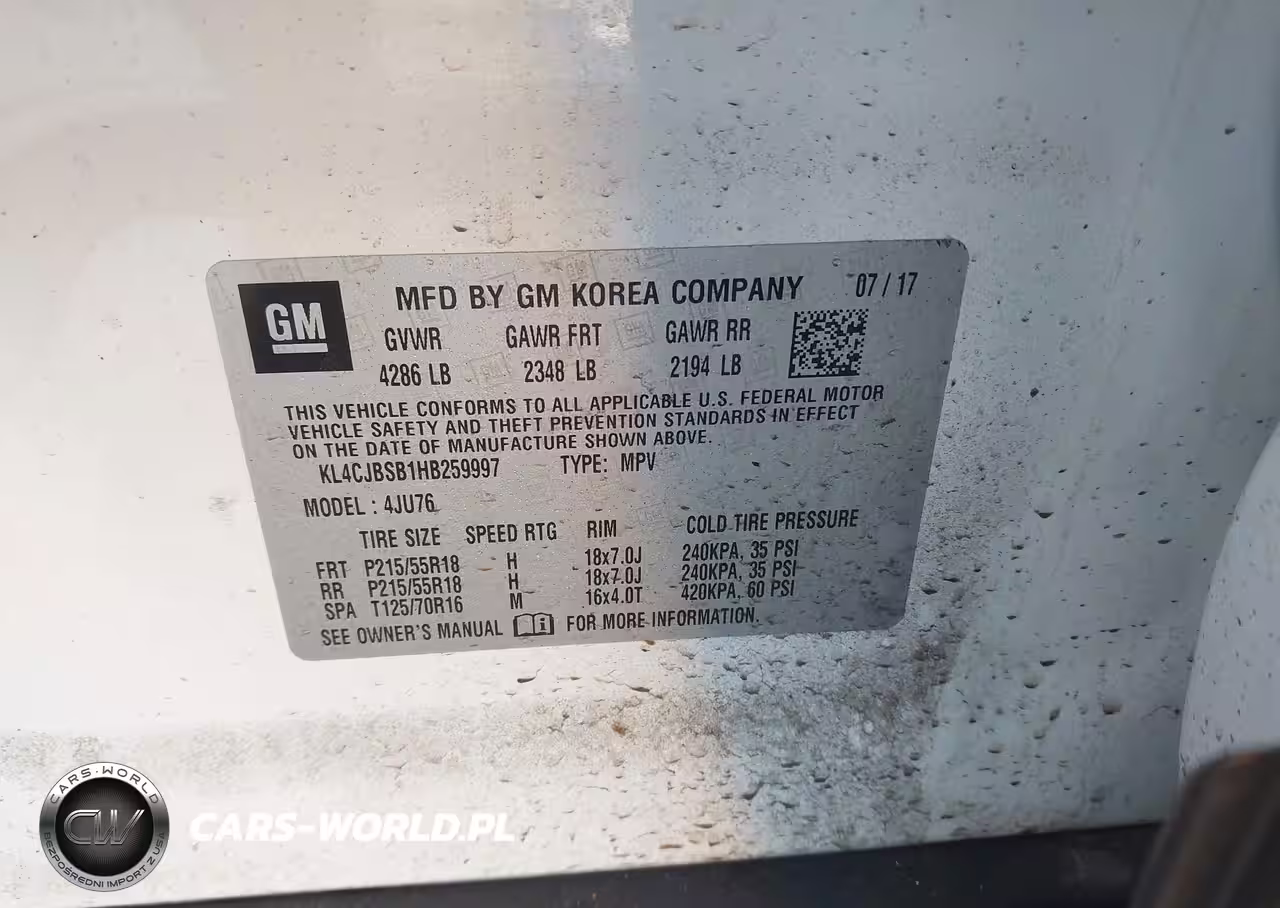 GM
MFD BY GM KOREA COMPANY 07 / 17
GVWR GAWR FRT GAWR RR
4286 LB 2348 LB 2194 LB
THIS VEHICLE CONFORMS TO ALL APPLICABLE U.S. FEDERAL MOTOR
VEHICLE SAFETY AND THEFT PREVENTION STANDARDS IN EFFECT
ON THE DATE OF MANUFACTURE SHOWN ABOVE.
KL4CJBSB1HB259997 TYPE: MPV
MODEL : 4JU76
TIRE SIZE SPEED RTG RIM COLD TIRE PRESSURE
FRT P215/55R18 H 18x7.0J 240KPA, 35 PSI
RR P215/55R18 H 18x7.0J 240KPA, 35 PSI
SPA T125/70R16 M 16x4.0T 420KPA, 60 PSI
SEE OWNER'S MANUAL i FOR MORE INFORMATION.
CARS-WORLD
CW
BEZPOŚREDNI IMPORT Z USA
CARS-WORLD.PL